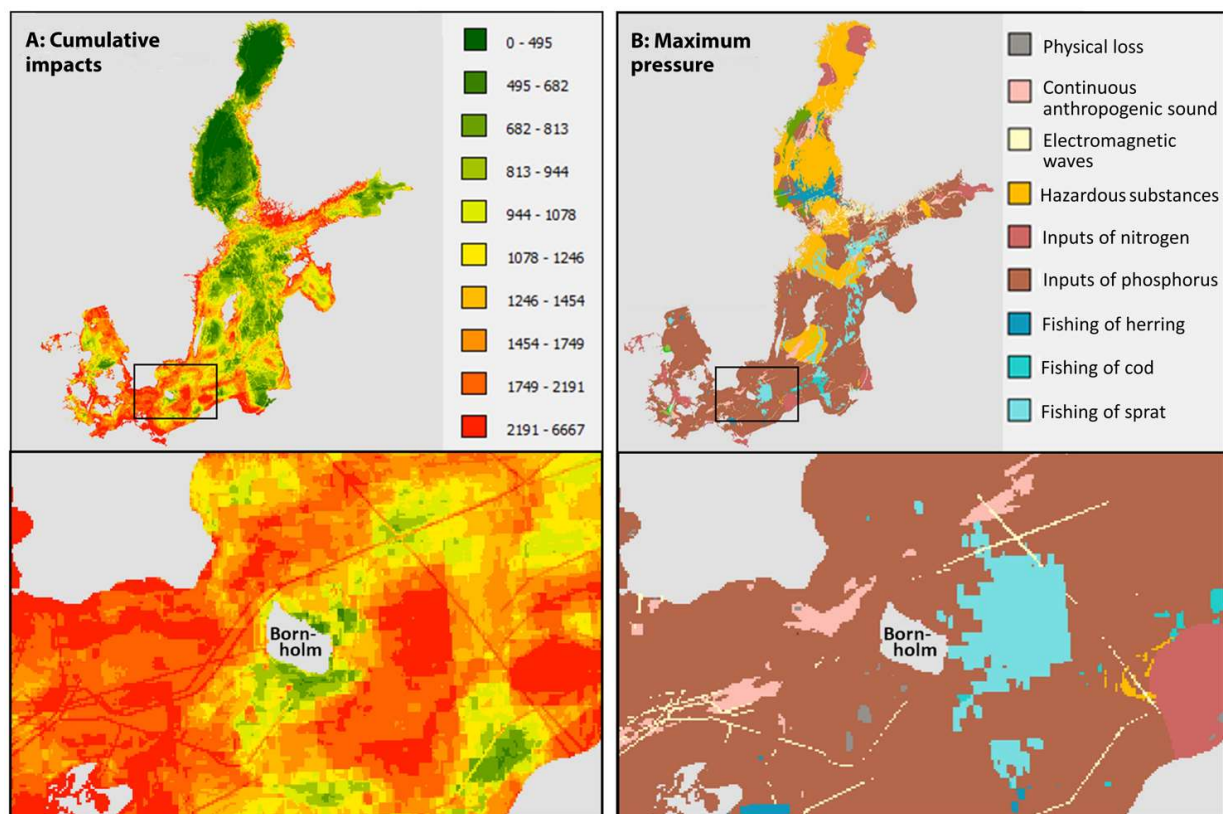 A: Cumulative
impacts
0 - 495
495 - 682
682 - 813
813 - 944
944 - 1078
1078 - 1246
1246 - 1454
1454 - 1749
1749 - 2191
2191 - 6667
B: Maximum
pressure
Physical loss
Continuous
anthropogenic sound
Electromagnetic
waves
Hazardous substances
Inputs of nitrogen
Inputs of phosphorus
Fishing of herring
Fishing of cod
Fishing of sprat
Born-
holm
Born-
holm